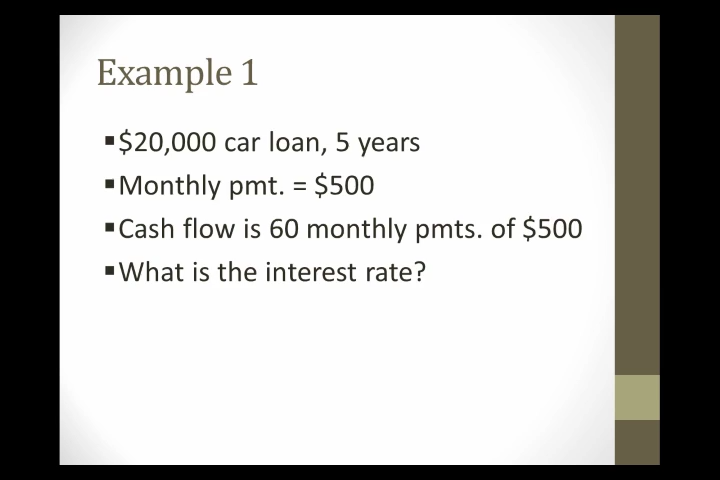 Example 1
▪$20,000 car loan, 5 years
▪Monthly pmt. = $500
▪Cash flow is 60 monthly pmts. of $500
▪What is the interest rate?